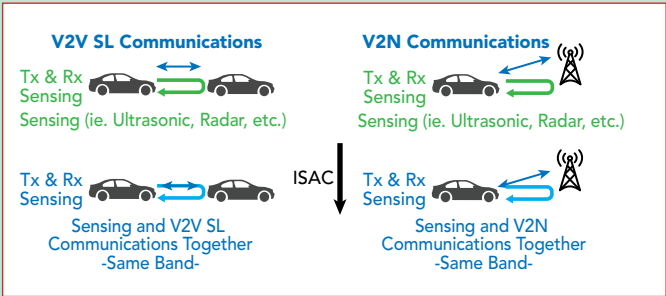 V2V SL Communications
Tx & Rx
Sensing
Sensing (ie. Ultrasonic, Radar, etc.)
V2N Communications
Tx & Rx
Sensing
Sensing (ie. Ultrasonic, Radar, etc.)
ISAC
Tx & Rx
Sensing
Sensing and V2V SL
Communications Together
-Same Band-
Tx & Rx
Sensing
Sensing and V2N
Communications Together
-Same Band-